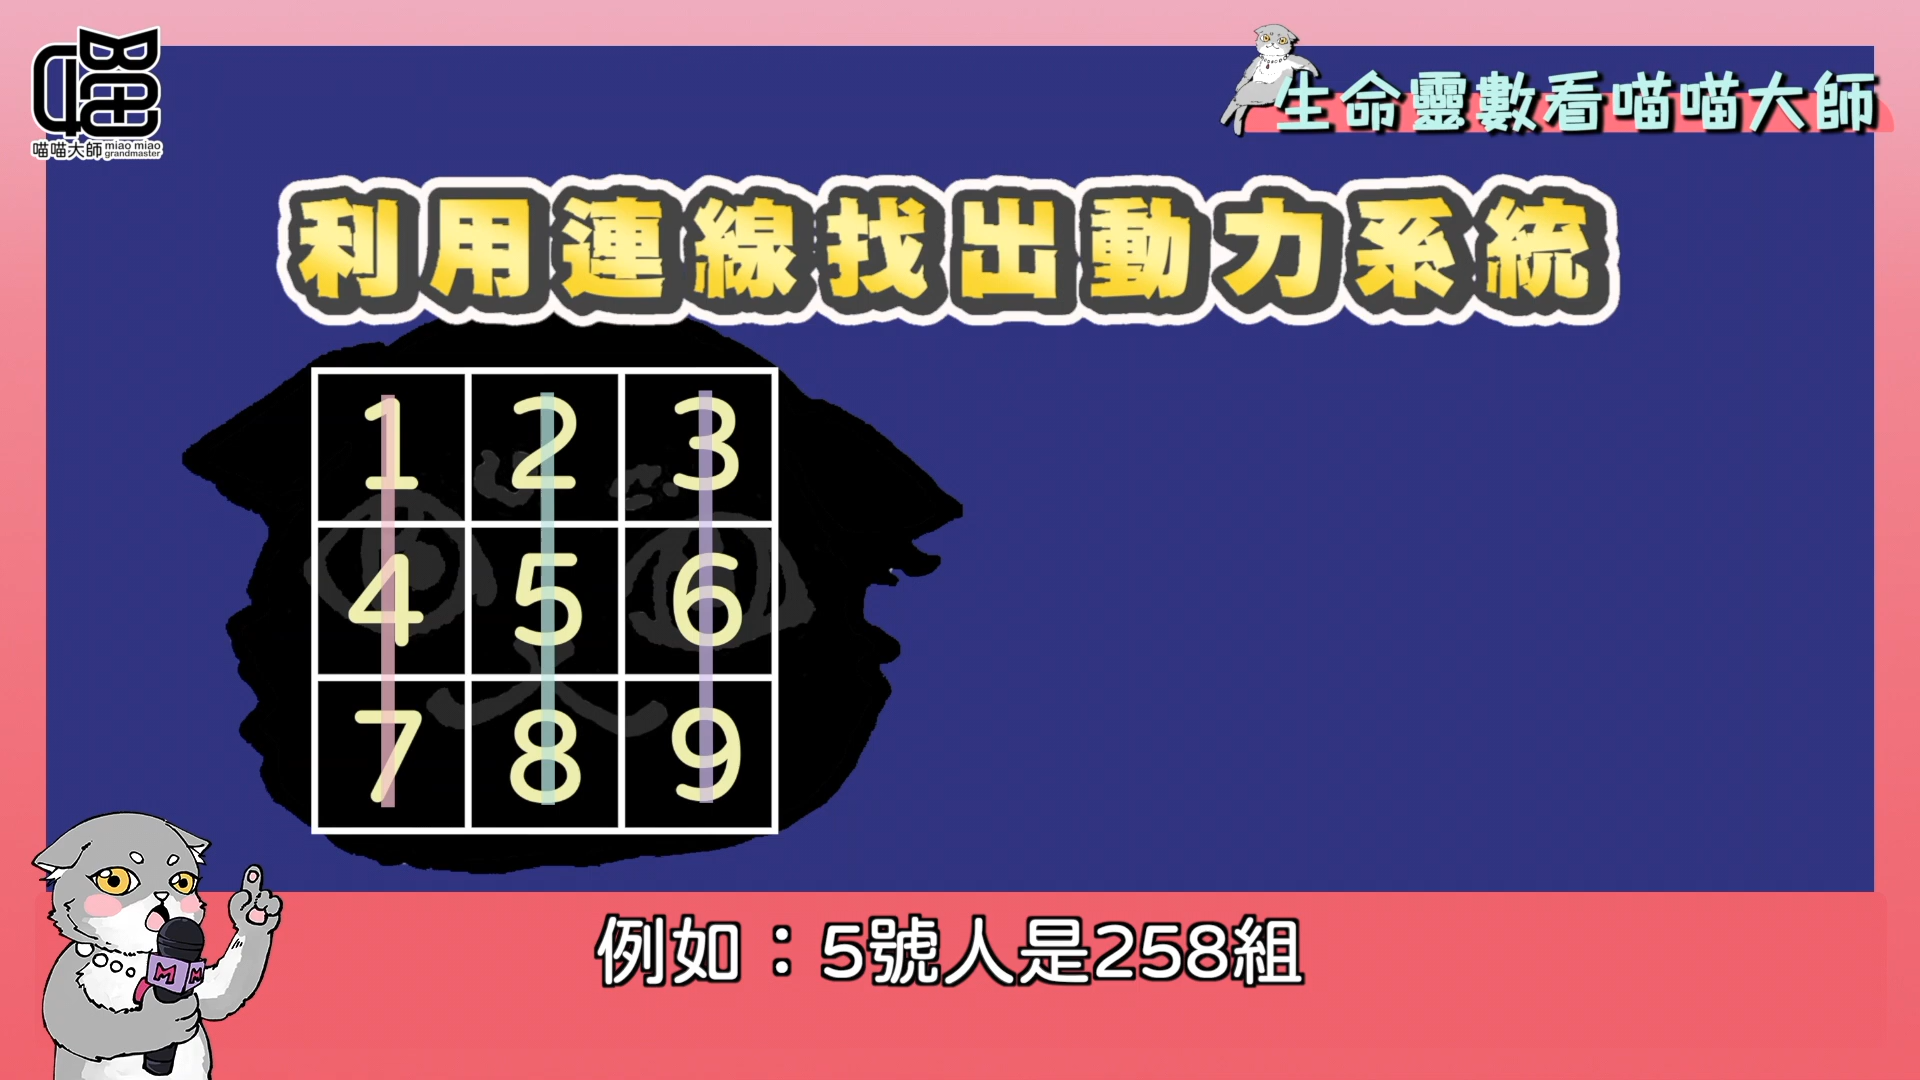 喵
喵喵大師 miao miao grandmaster
生命靈數看喵喵大師
利用連線找出動力系統
1 2 3
4 5 6
7 8 9
M M
例如：5號人是258組